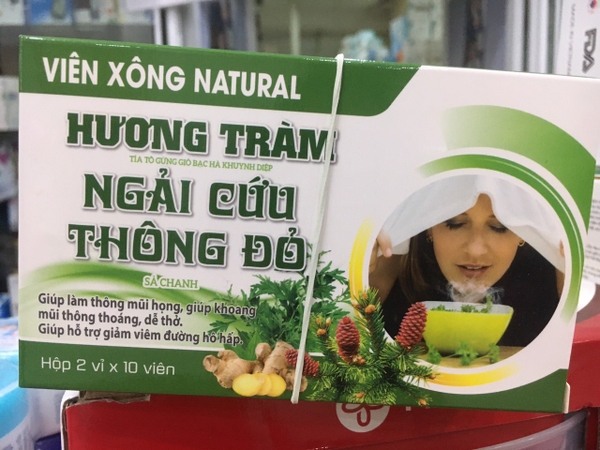 VIÊN XÔNG NATURAL
HƯƠNG TRÀM
TÍA TÔ GỪNG GIÓ BẠC HÀ KHUYNH DIỆP
NGẢI CỨU
THÔNG ĐỎ
SẢ CHANH
Giúp làm thông mũi họng, giúp khoang
mũi thông thoáng, dễ thở.
Giúp hỗ trợ giảm viêm đường hô hấp.
Hộp 2 vỉ x 10 viên